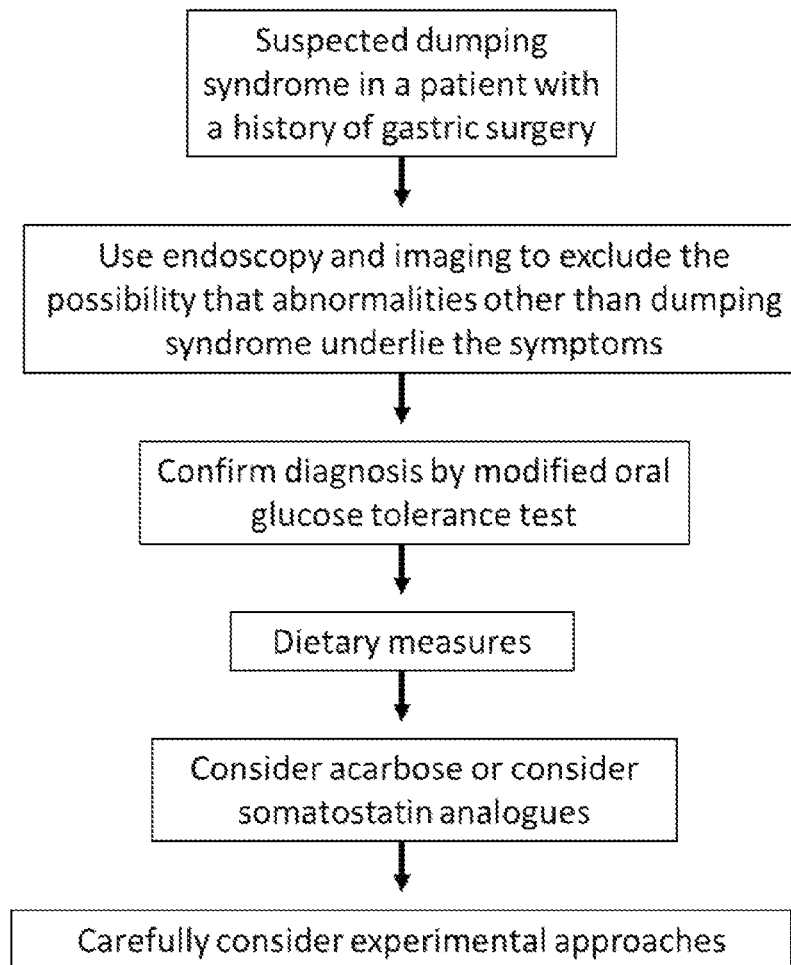 Suspected dumping
syndrome in a patient with
a history of gastric surgery
Use endoscopy and imaging to exclude the
possibility that abnormalities other than dumping
syndrome underlie the symptoms
Confirm diagnosis by modified oral
glucose tolerance test
Dietary measures
Consider acarbose or consider
somatostatin analogues
Carefully consider experimental approaches